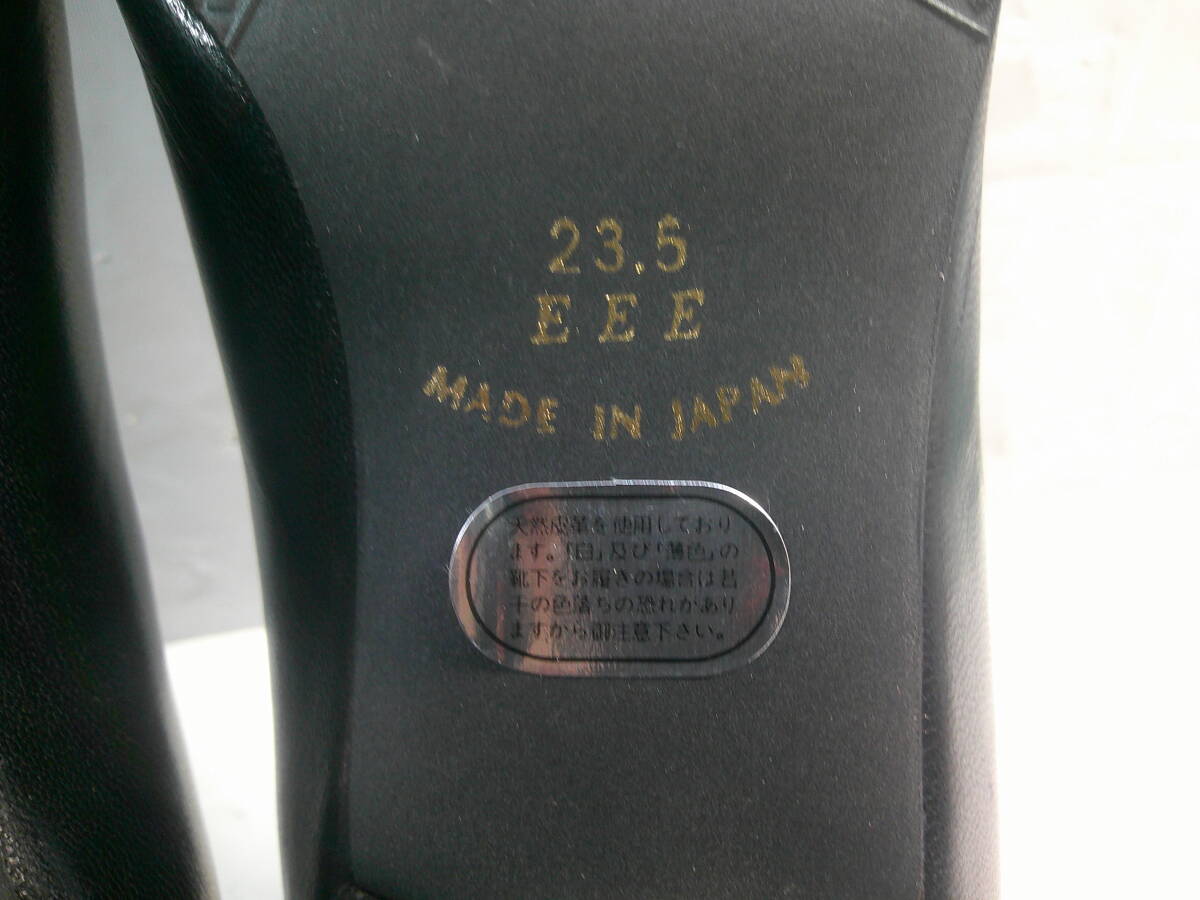 23.5
E E E
MADE IN JAPAN
天然皮革を使用しており
ます。「白」及び「薄色」の
靴下をお履きの場合は若
干の色落ちの恐れがあり
ますから御注意下さい。